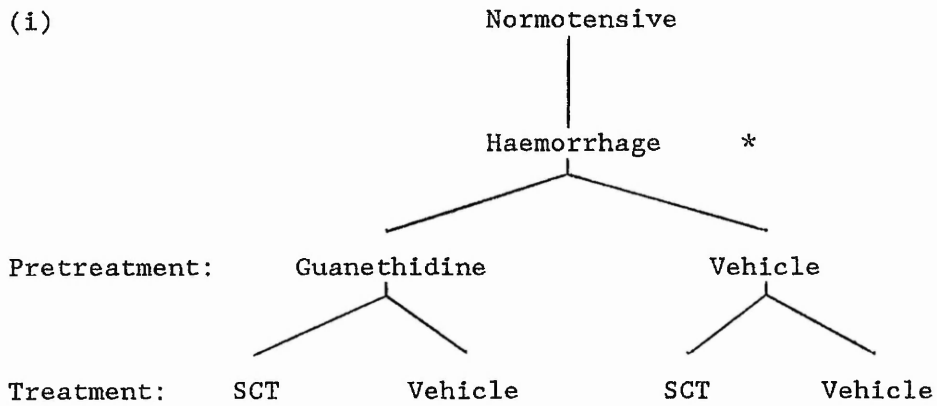 (i) Normotensive
Haemorrhage *
Pretreatment: Guanethidine Vehicle
Treatment: SCT Vehicle SCT Vehicle